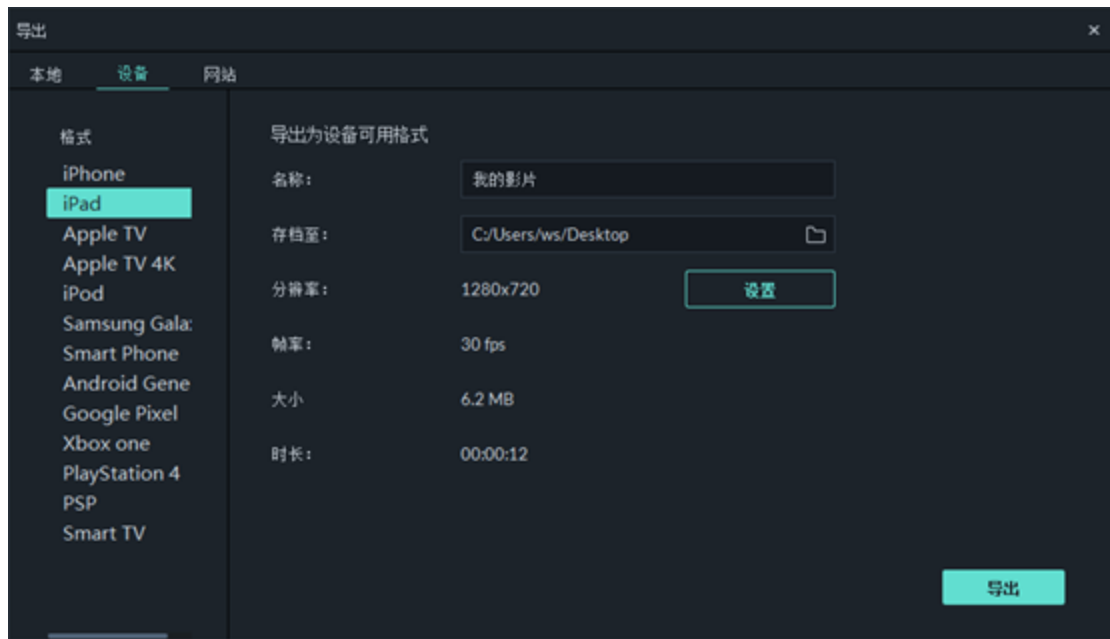 导出
本地 设备 网站
格式
iPhone
iPad
Apple TV
Apple TV 4K
iPod
Samsung Gala
Smart Phone
Android Gene
Google Pixel
Xbox one
PlayStation 4
PSP
Smart TV
导出为设备可用格式
名称: 我的影片
存档至: C:/Users/ws/Desktop
分辨率: 1280x720 设置
帧率: 30 fps
大小 6.2 MB
时长: 00:00:12
导出